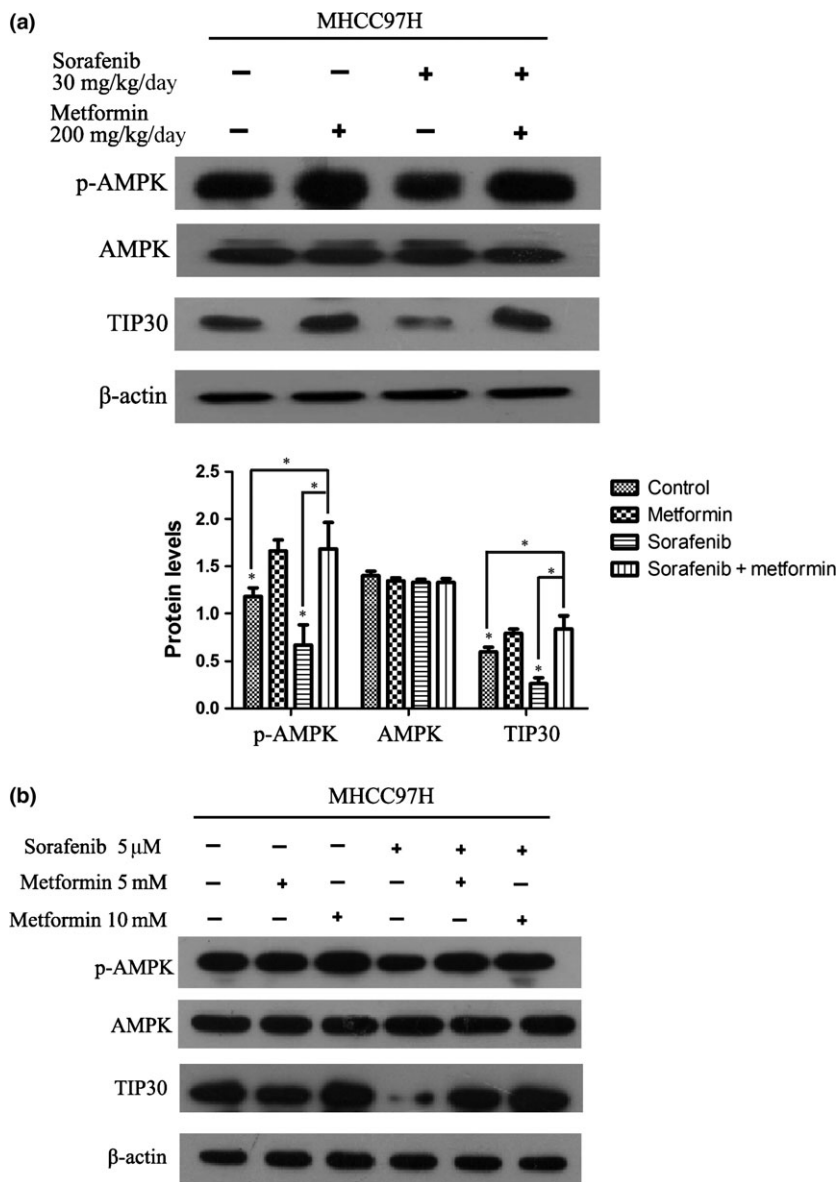 (a)
MHCC97H
Sorafenib
30 mg/kg/day
− − + +
Metformin
200 mg/kg/day
− + − +
p-AMPK
AMPK
TIP30
β-actin
Protein levels
2.5
2.0
1.5
1.0
0.5
0.0
* * * *
* * * *
p-AMPK AMPK TIP30
Control
Metformin
Sorafenib
Sorafenib + metformin
(b)
MHCC97H
Sorafenib 5 μM − − − + + +
Metformin 5 mM − + − − + −
Metformin 10 mM − − + − − +
p-AMPK
AMPK
TIP30
β-actin